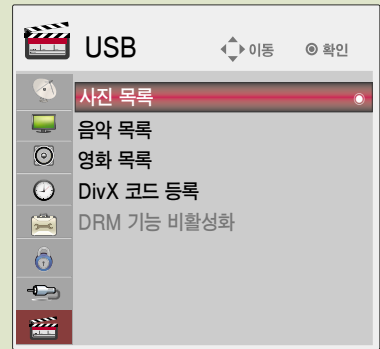 USB 이동 확인
사진 목록
음악 목록
영화 목록
DivX 코드 등록
DRM 기능 비활성화